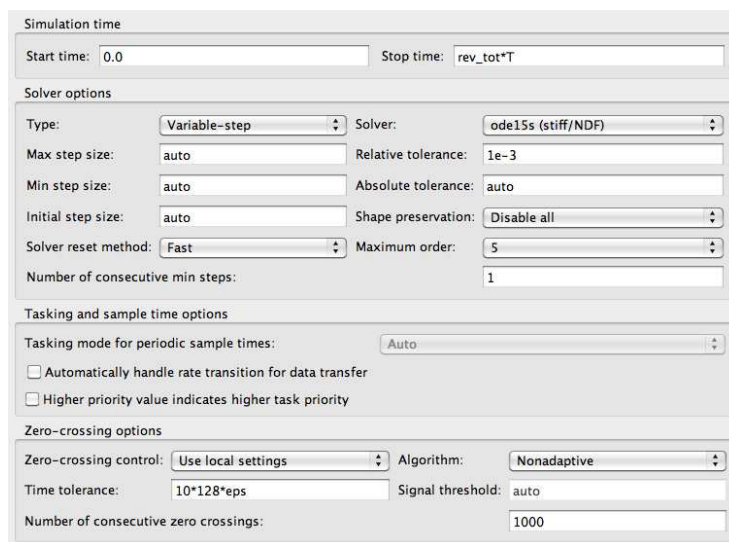 Simulation time
Start time: 0.0 Stop time: rev_tot*T
Solver options
Type: Variable-step Solver: ode15s (stiff/NDF)
Max step size: auto Relative tolerance: 1e-3
Min step size: auto Absolute tolerance: auto
Initial step size: auto Shape preservation: Disable all
Solver reset method: Fast Maximum order: 5
Number of consecutive min steps: 1
Tasking and sample time options
Tasking mode for periodic sample times: Auto
Automatically handle rate transition for data transfer
Higher priority value indicates higher task priority
Zero-crossing options
Zero-crossing control: Use local settings Algorithm: Nonadaptive
Time tolerance: 10*128*eps Signal threshold: auto
Number of consecutive zero crossings: 1000